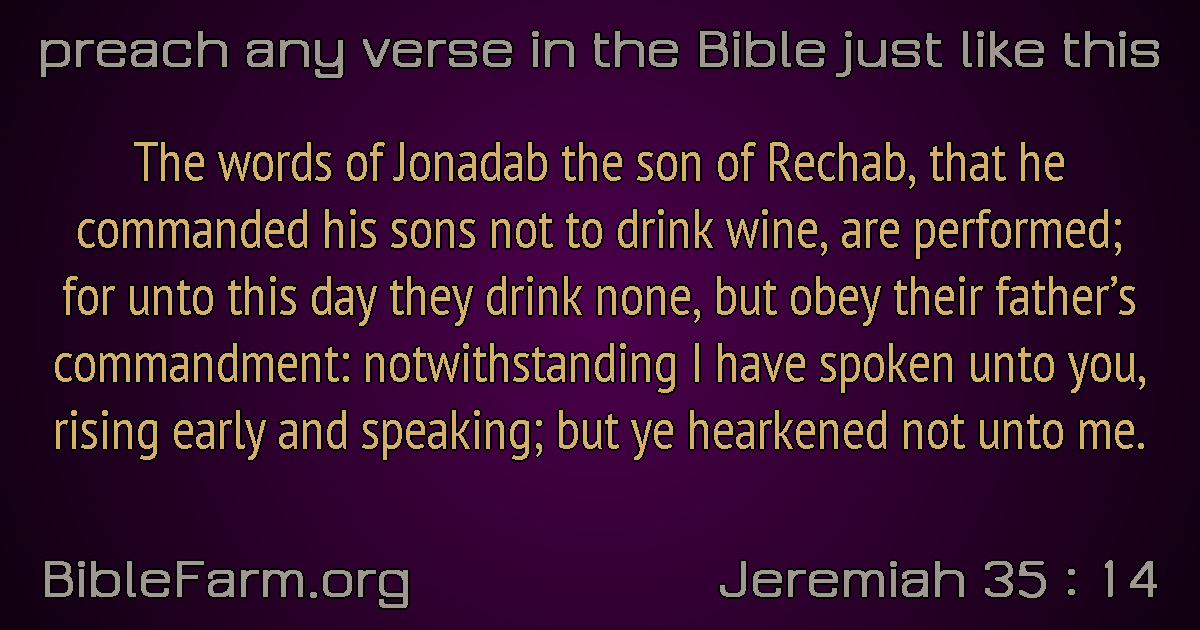 preach any verse in the Bible just like this
The words of Jonadab the son of Rechab, that he
commanded his sons not to drink wine, are performed;
for unto this day they drink none, but obey their father’s
commandment: notwithstanding I have spoken unto you,
rising early and speaking; but ye hearkened not unto me.
BibleFarm.org
Jeremiah 35 : 14